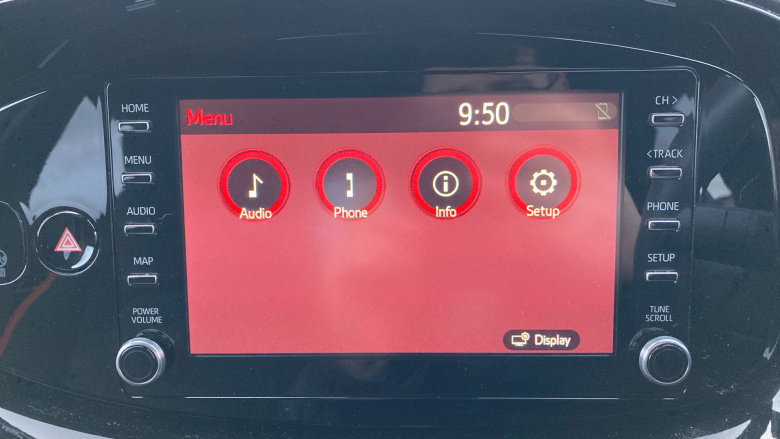 HOME
MENU
AUDIO
MAP
POWER
VOLUME
Menu
9:50
Audio
Phone
Info
Setup
Display
CH >
<TRACK
PHONE
SETUP
TUNE
SCROLL